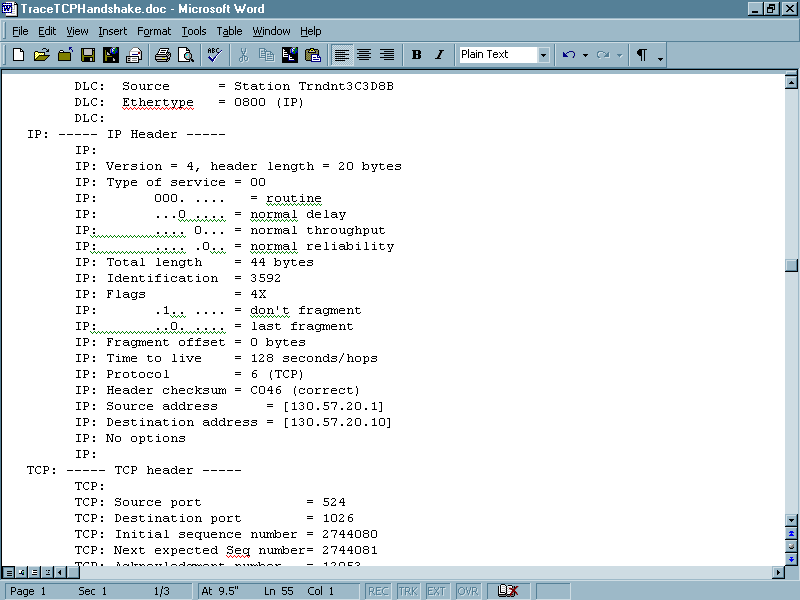 TraceTCPHandshake.doc - Microsoft Word
File Edit View Insert Format Tools Table Window Help
ABC B I Plain Text ¶
DLC: Source = Station Trndnt3C3D8B
DLC: Ethertype = 0800 (IP)
DLC:
IP: ----- IP Header -----
IP:
IP: Version = 4, header length = 20 bytes
IP: Type of service = 00
IP: 000. .... = routine
IP: ...0 .... = normal delay
IP: .... 0... = normal throughput
IP: .... .0.. = normal reliability
IP: Total length = 44 bytes
IP: Identification = 3592
IP: Flags = 4X
IP: .1.. .... = don't fragment
IP: ..0. .... = last fragment
IP: Fragment offset = 0 bytes
IP: Time to live = 128 seconds/hops
IP: Protocol = 6 (TCP)
IP: Header checksum = C046 (correct)
IP: Source address = [130.57.20.1]
IP: Destination address = [130.57.20.10]
IP: No options
IP:
TCP: ----- TCP header -----
TCP:
TCP: Source port = 524
TCP: Destination port = 1026
TCP: Initial sequence number = 2744080
TCP: Next expected Seq number= 2744081
TCP: Acknowledgment number = 12053
Page 1 Sec 1 1/3 At 9.5" Ln 55 Col 1 REC TRK EXT OVR